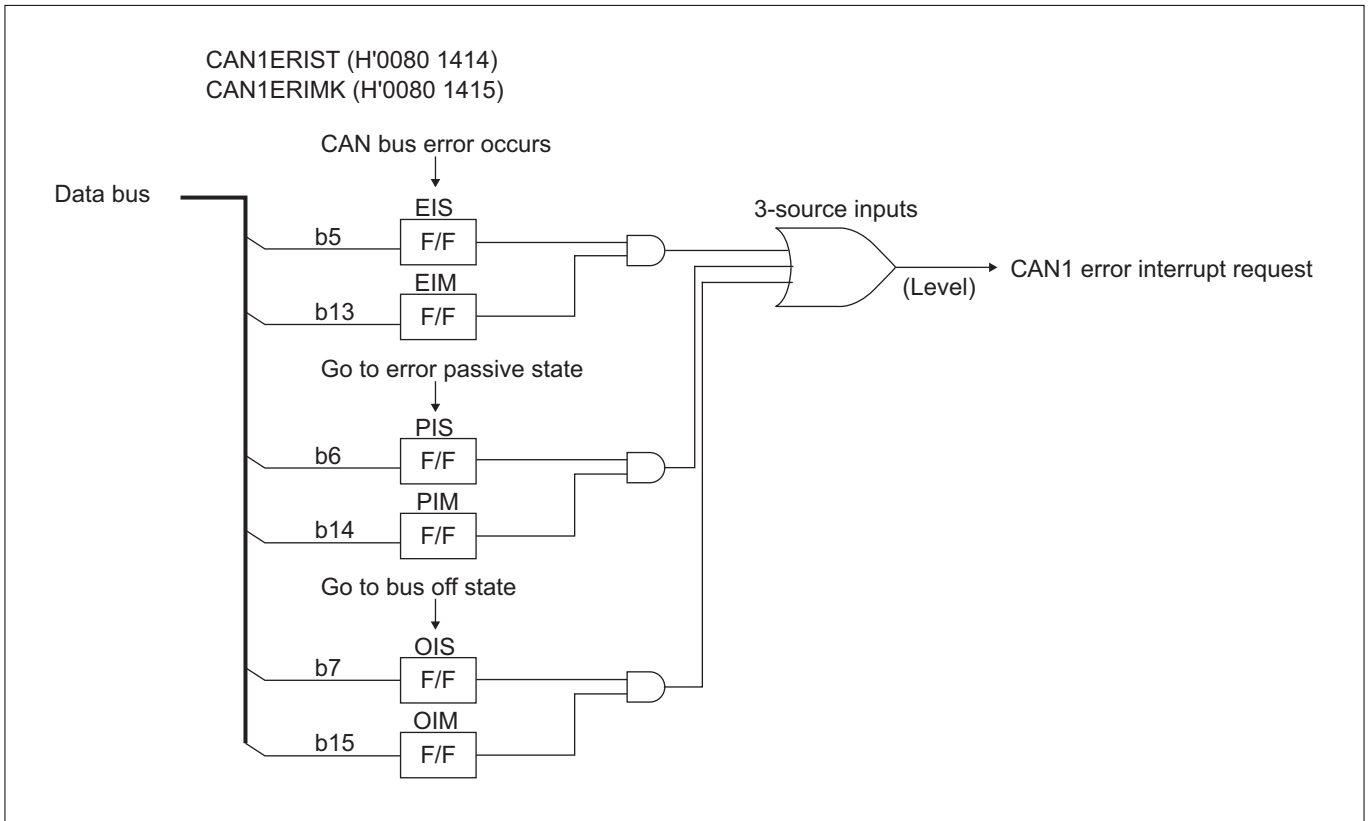 CAN1ERIST (H'0080 1414)
CAN1ERIMK (H'0080 1415)
CAN bus error occurs
Data bus
EIS
3-source inputs
b5
F/F
CAN1 error interrupt request
EIM
(Level)
b13
F/F
Go to error passive state
PIS
b6
F/F
PIM
b14
F/F
Go to bus off state
OIS
b7
F/F
OIM
b15
F/F